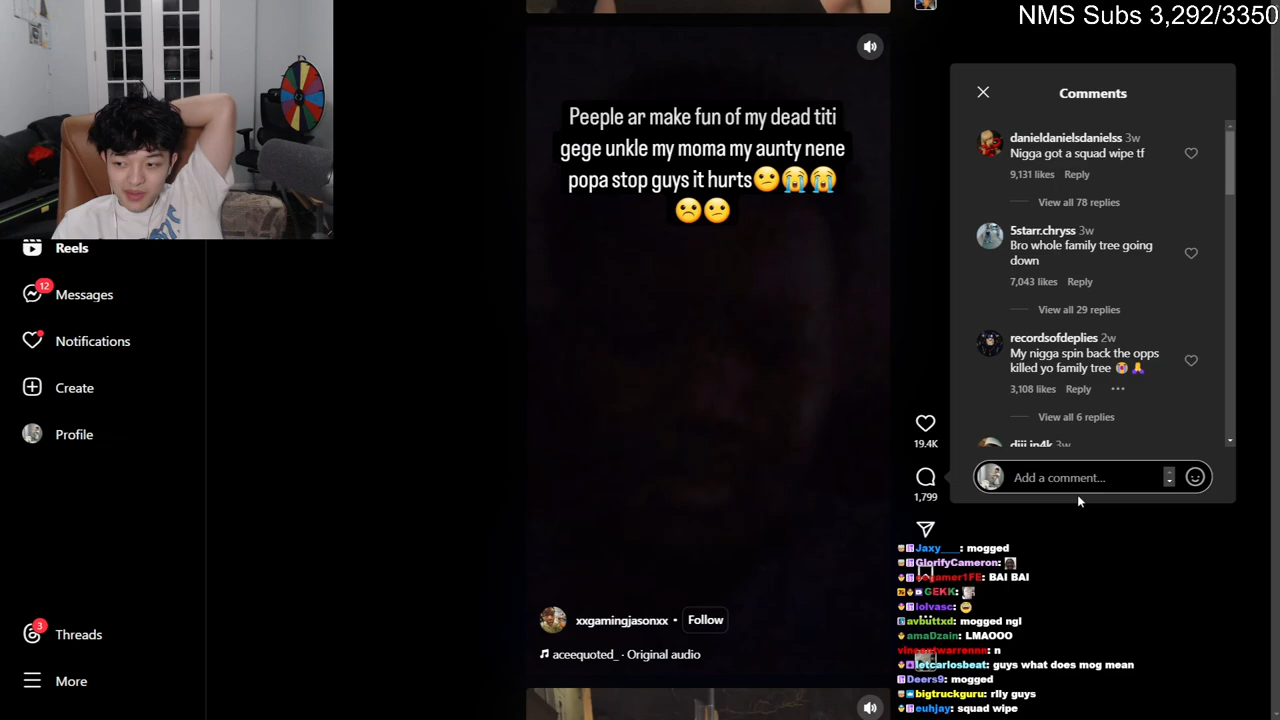 NMS Subs 3,292/3350
Peeple ar make fun of my dead titi
gege unkle my moma my aunty nene
popa stop guys it hurts😕😭😭
☹️😕
xxgamingjasonxx • Follow
aceequoted_ · Original audio
Reels
12
Messages
Notifications
Create
Profile
3
Threads
More
19.4K
1,799
Comments
danieldanielsdanielss 3w
Nigga got a squad wipe tf
9,131 likes Reply
View all 78 replies
5starr.chryss 3w
Bro whole family tree going
down
7,043 likes Reply
View all 29 replies
recordsofdeplies 2w
My nigga spin back the opps
killed yo family tree 😭🙏
3,108 likes Reply •••
View all 6 replies
3w
Add a comment...
Jaxy____: mogged
GlorifyCameron:
BAI BAI
GEKK:
lolvasc: 😂
avbuttxd: mogged ngl
amaDzain: LMAOOO
n
letcarlosbeat: guys what does mog mean
Deers9: mogged
bigtruckguru: rlly guys
euhjay: squad wipe